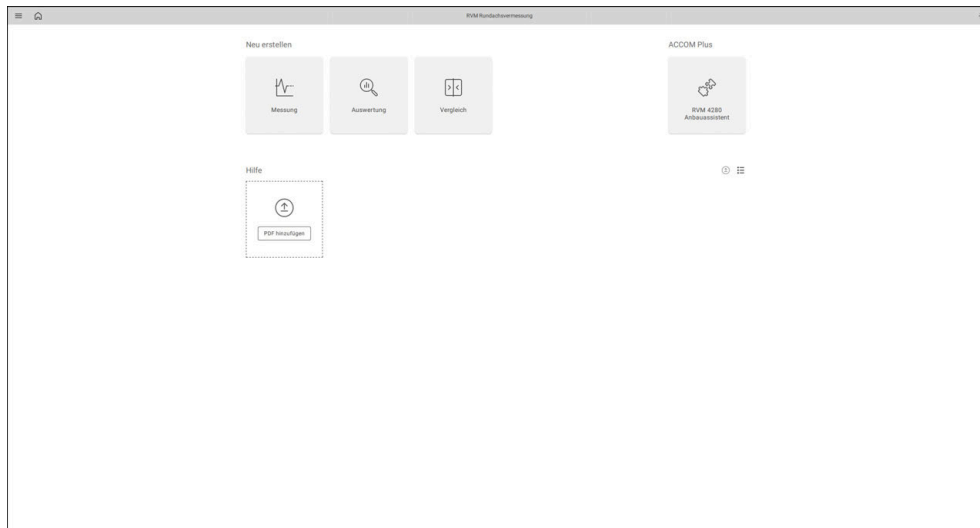 RVM Rundachsvermessung
Neu erstellen
ACCOM Plus
Messung
Auswertung
Vergleich
RVM 4280
Anbauassistent
Hilfe
PDF hinzufügen